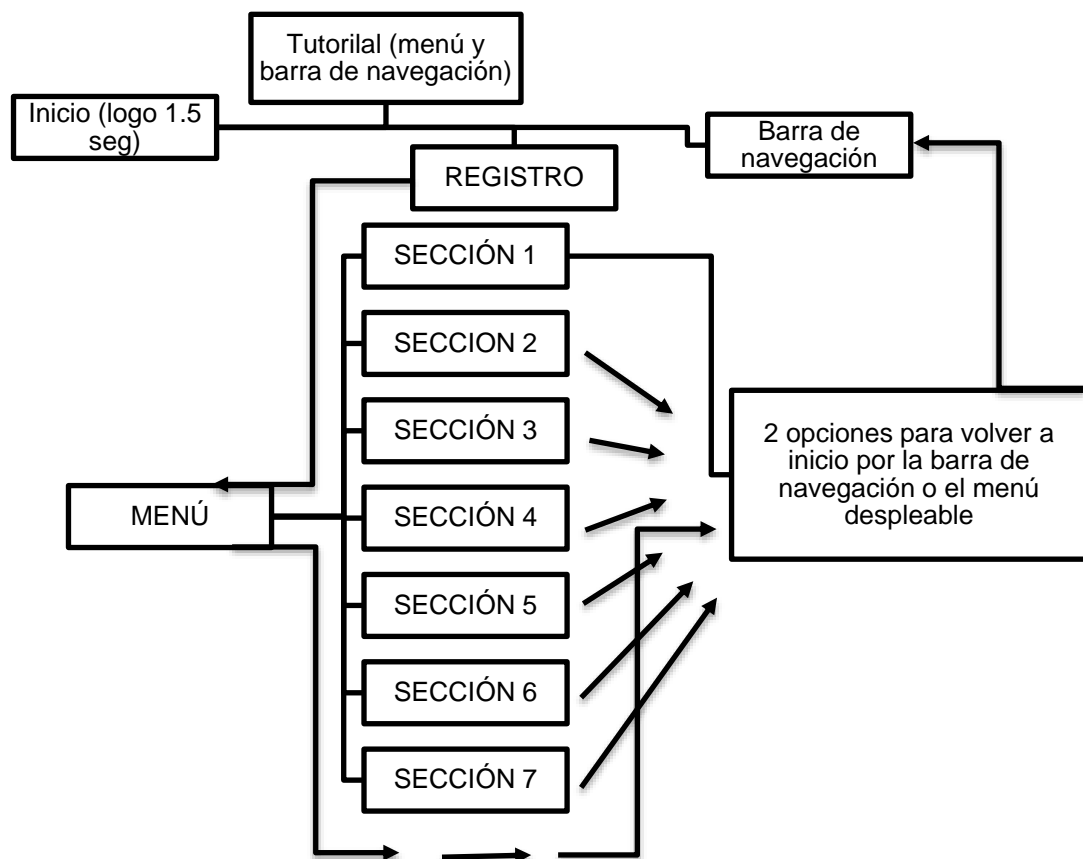 Tutorilal (menú y
barra de navegación)
Inicio (logo 1.5
seg)
Barra de
navegación
REGISTRO
SECCIÓN 1
SECCION 2
SECCIÓN 3
SECCIÓN 4
SECCIÓN 5
SECCIÓN 6
SECCIÓN 7
MENÚ
2 opciones para volver a
inicio por la barra de
navegación o el menú
despleable